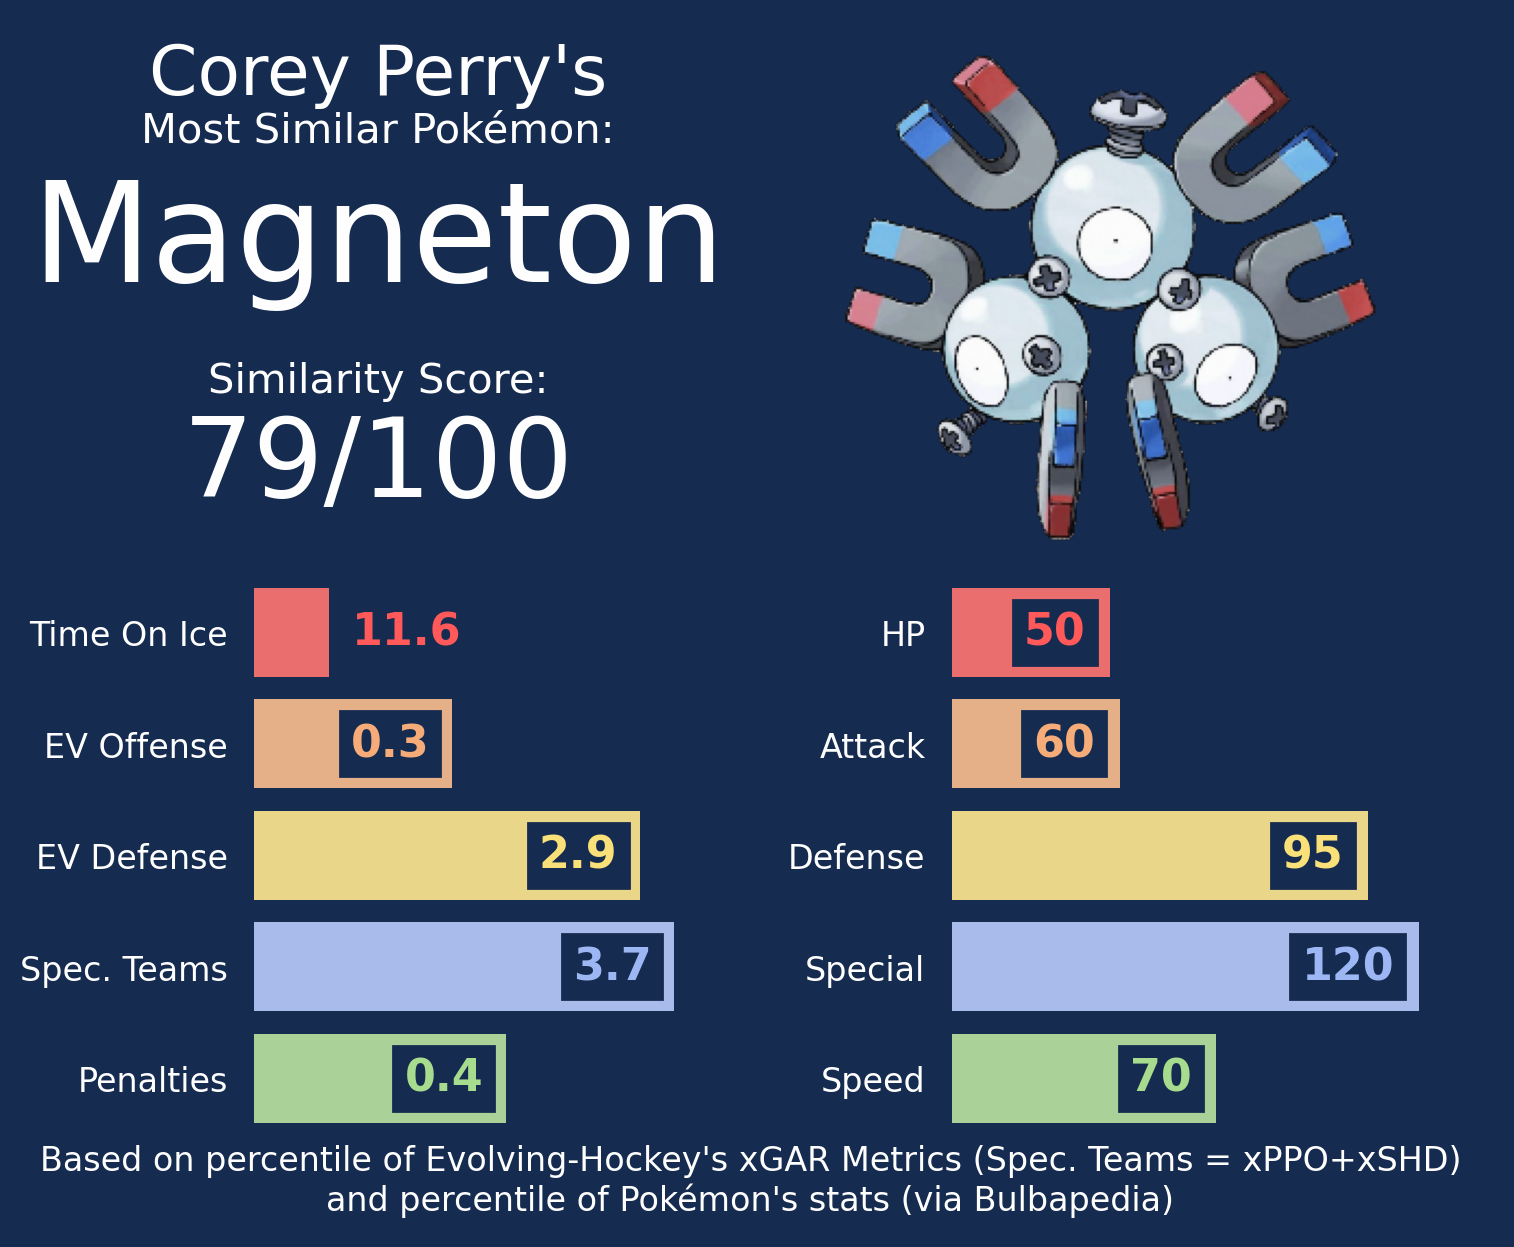 Corey Perry's
Most Similar Pokémon:
Magneton
Similarity Score:
79/100
Time On Ice 11.6
EV Offense 0.3
EV Defense 2.9
Spec. Teams 3.7
Penalties 0.4
HP 50
Attack 60
Defense 95
Special 120
Speed 70
Based on percentile of Evolving-Hockey's xGAR Metrics (Spec. Teams = xPPO+xSHD)
and percentile of Pokémon's stats (via Bulbapedia)